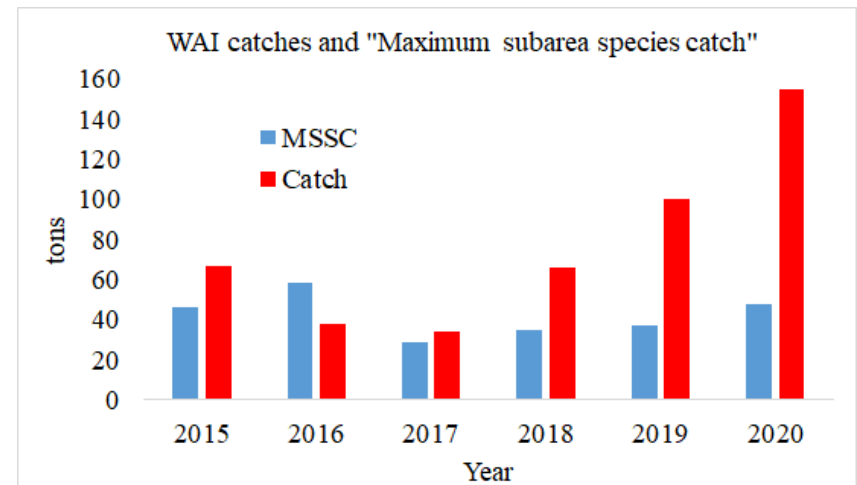 WAI catches and "Maximum subarea species catch"
160
140
120
100
80
60
40
20
0
tons
MSSC
Catch
2015 2016 2017 2018 2019 2020
Year